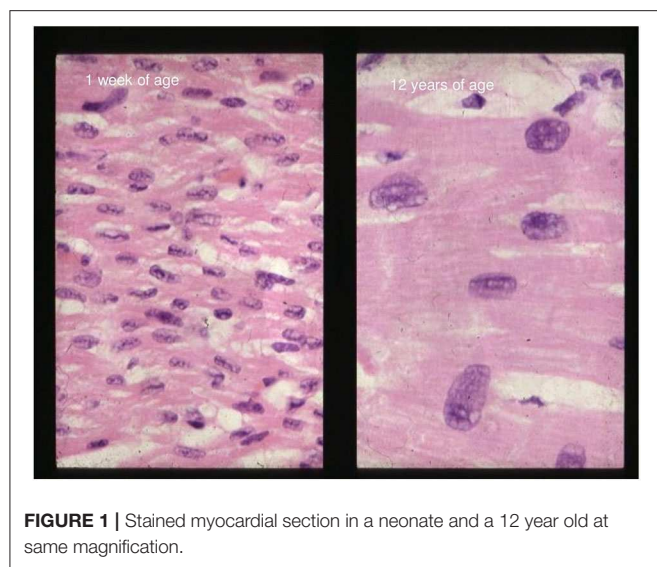 1 week of age
12 years of age
FIGURE 1 | Stained myocardial section in a neonate and a 12 year old at
same magnification.